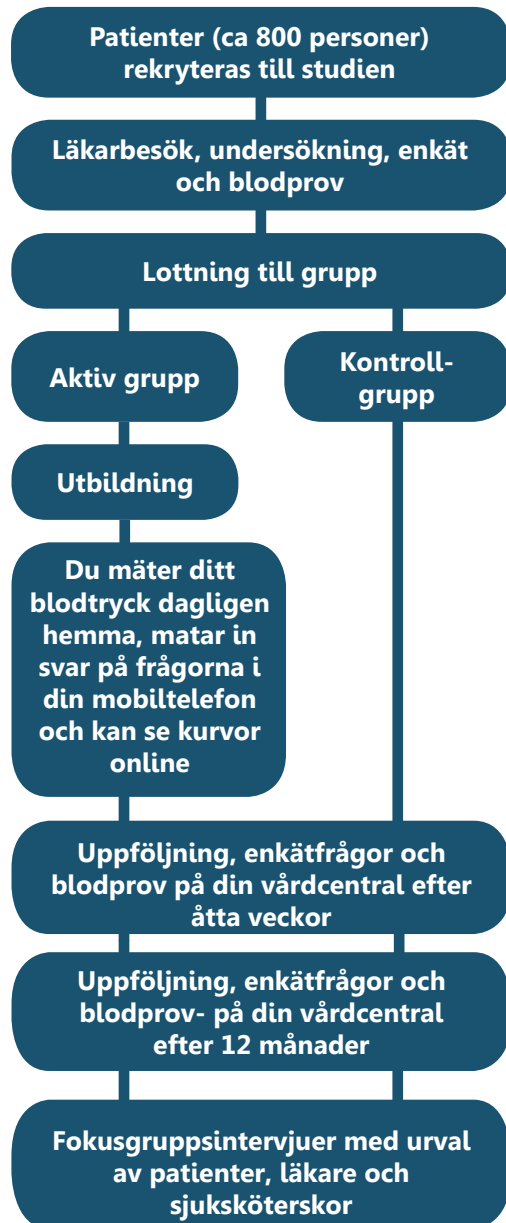 Patienter (ca 800 personer)
rekryteras till studien
Läkarbesök, undersökning, enkät
och blodprov
Lottning till grupp
Aktiv grupp
Kontroll-
grupp
Utbildning
Du mäter ditt
blodtryck dagligen
hemma, matar in
svar på frågorna i
din mobiltelefon
och kan se kurvor
online
Uppföljning, enkätfrågor och
blodprov på din vårdcentral efter
åtta veckor
Uppföljning, enkätfrågor och
blodprov- på din vårdcentral
efter 12 månader
Fokusgruppsintervjuer med urval
av patienter, läkare och
sjuksköterskor